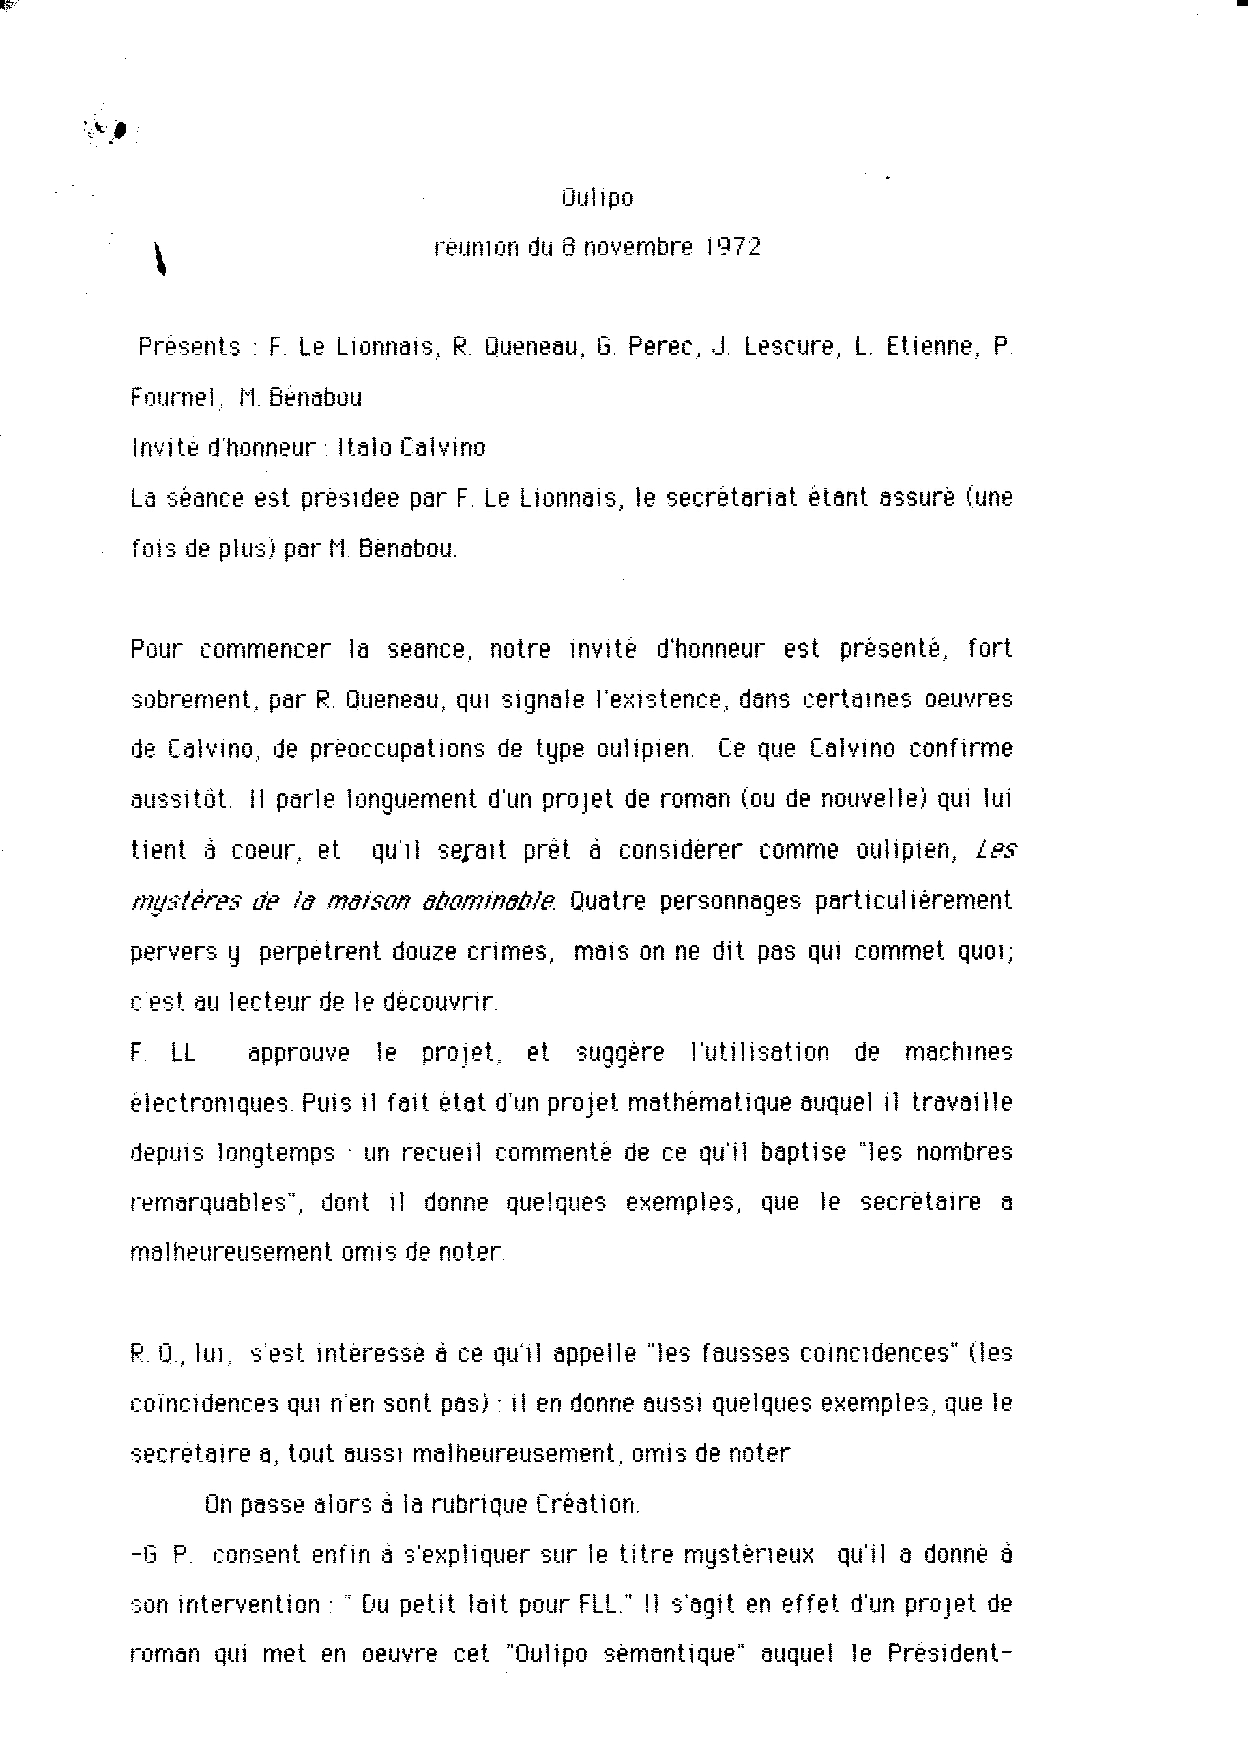 Oulipo
réunion du 8 novembre 1972
Présents : F. Le Lionnais, R. Queneau, G. Perec, J. Lescure, L. Etienne, P.
Fournel, M. Bénabou
Invité d'honneur : Italo Calvino
La séance est présidée par F. Le Lionnais, le secrétariat étant assuré (une
fois de plus) par M. Bénabou.
Pour commencer la séance, notre invité d'honneur est présenté, fort
sobrement, par R. Queneau, qui signale l'existence, dans certaines oeuvres
de Calvino, de préoccupations de type oulipien. Ce que Calvino confirme
aussitôt. Il parle longuement d'un projet de roman (ou de nouvelle) qui lui
tient à coeur, et qu'il serait prêt à considérer comme oulipien, Les
mystères de la maison abominable. Quatre personnages particulièrement
pervers y perpètrent douze crimes, mais on ne dit pas qui commet quoi;
c'est au lecteur de le découvrir.
F. LL approuve le projet, et suggère l'utilisation de machines
électroniques. Puis il fait état d'un projet mathématique auquel il travaille
depuis longtemps : un recueil commenté de ce qu'il baptise "les nombres
remarquables", dont il donne quelques exemples, que le secrétaire a
malheureusement omis de noter.
R. Q., lui, s'est intéressé à ce qu'il appelle "les fausses coïncidences" (les
coïncidences qui n'en sont pas) : il en donne aussi quelques exemples, que le
secrétaire a, tout aussi malheureusement, omis de noter
On passe alors à la rubrique Création.
-G P. consent enfin à s'expliquer sur le titre mystérieux qu'il a donné à
son intervention : " Du petit lait pour FLL." Il s'agit en effet d'un projet de
roman qui met en oeuvre cet "Oulipo sémantique" auquel le Président-